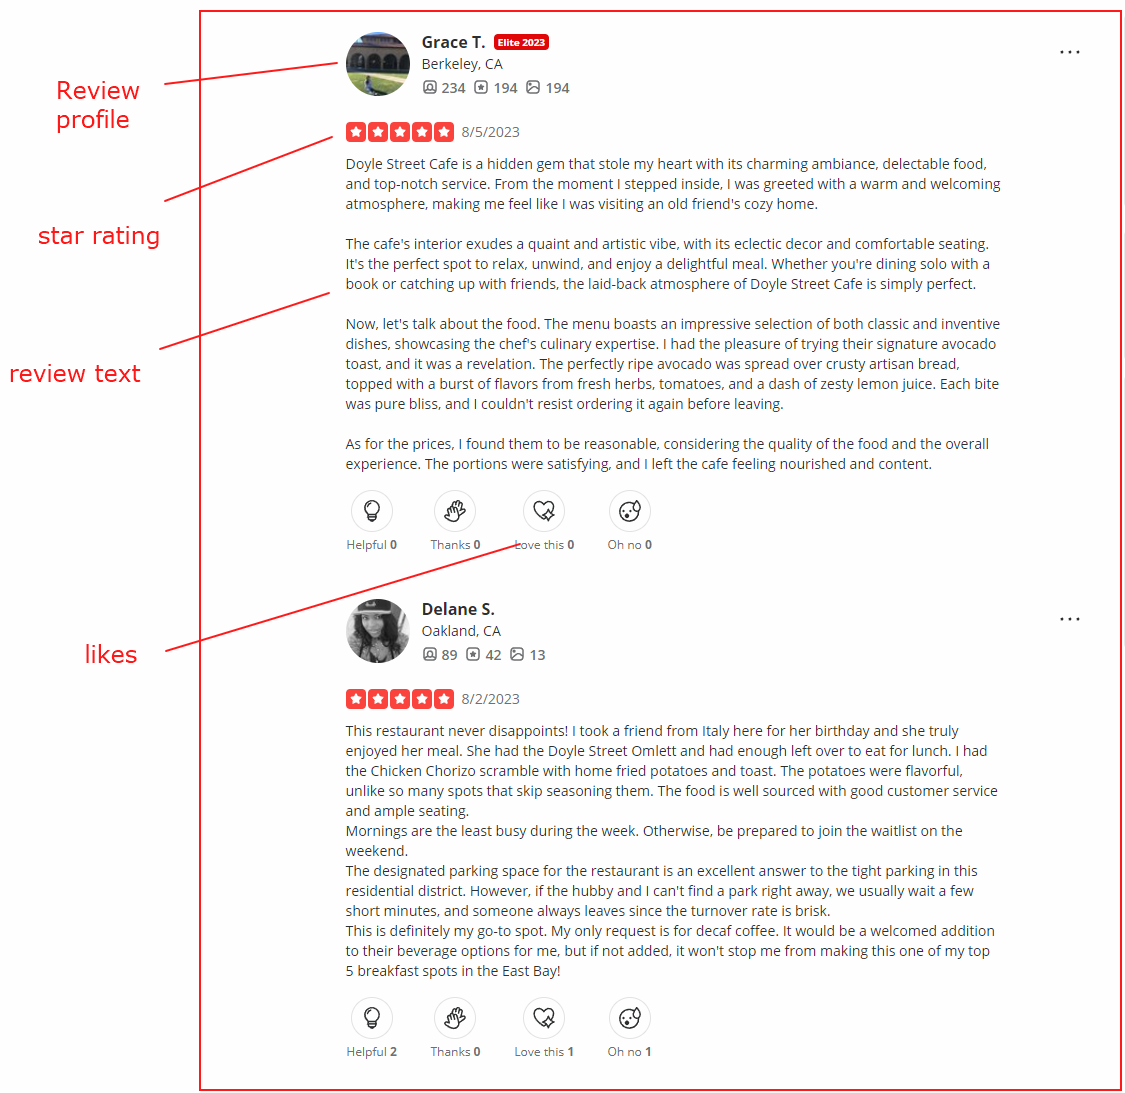 Grace T. Elite 2023
Berkeley, CA
234 194 194
Review
profile
8/5/2023
Doyle Street Cafe is a hidden gem that stole my heart with its charming ambiance, delectable food,
and top-notch service. From the moment I stepped inside, I was greeted with a warm and welcoming
atmosphere, making me feel like I was visiting an old friend's cozy home.
star rating
The cafe's interior exudes a quaint and artistic vibe, with its eclectic decor and comfortable seating.
It's the perfect spot to relax, unwind, and enjoy a delightful meal. Whether you're dining solo with a
book or catching up with friends, the laid-back atmosphere of Doyle Street Cafe is simply perfect.
review text
Now, let's talk about the food. The menu boasts an impressive selection of both classic and inventive
dishes, showcasing the chef's culinary expertise. I had the pleasure of trying their signature avocado
toast, and it was a revelation. The perfectly ripe avocado was spread over crusty artisan bread,
topped with a burst of flavors from fresh herbs, tomatoes, and a dash of zesty lemon juice. Each bite
was pure bliss, and I couldn't resist ordering it again before leaving.
As for the prices, I found them to be reasonable, considering the quality of the food and the overall
experience. The portions were satisfying, and I left the cafe feeling nourished and content.
Helpful 0 Thanks 0 Love this 0 Oh no 0
likes
Delane S.
Oakland, CA
89 42 13
8/2/2023
This restaurant never disappoints! I took a friend from Italy here for her birthday and she truly
enjoyed her meal. She had the Doyle Street Omlett and had enough left over to eat for lunch. I had
the Chicken Chorizo scramble with home fried potatoes and toast. The potatoes were flavorful,
unlike so many spots that skip seasoning them. The food is well sourced with good customer service
and ample seating.
Mornings are the least busy during the week. Otherwise, be prepared to join the waitlist on the
weekend.
The designated parking space for the restaurant is an excellent answer to the tight parking in this
residential district. However, if the hubby and I can't find a park right away, we usually wait a few
short minutes, and someone always leaves since the turnover rate is brisk.
This is definitely my go-to spot. My only request is for decaf coffee. It would be a welcomed addition
to their beverage options for me, but if not added, it won't stop me from making this one of my top
5 breakfast spots in the East Bay!
Helpful 2 Thanks 0 Love this 1 Oh no 1